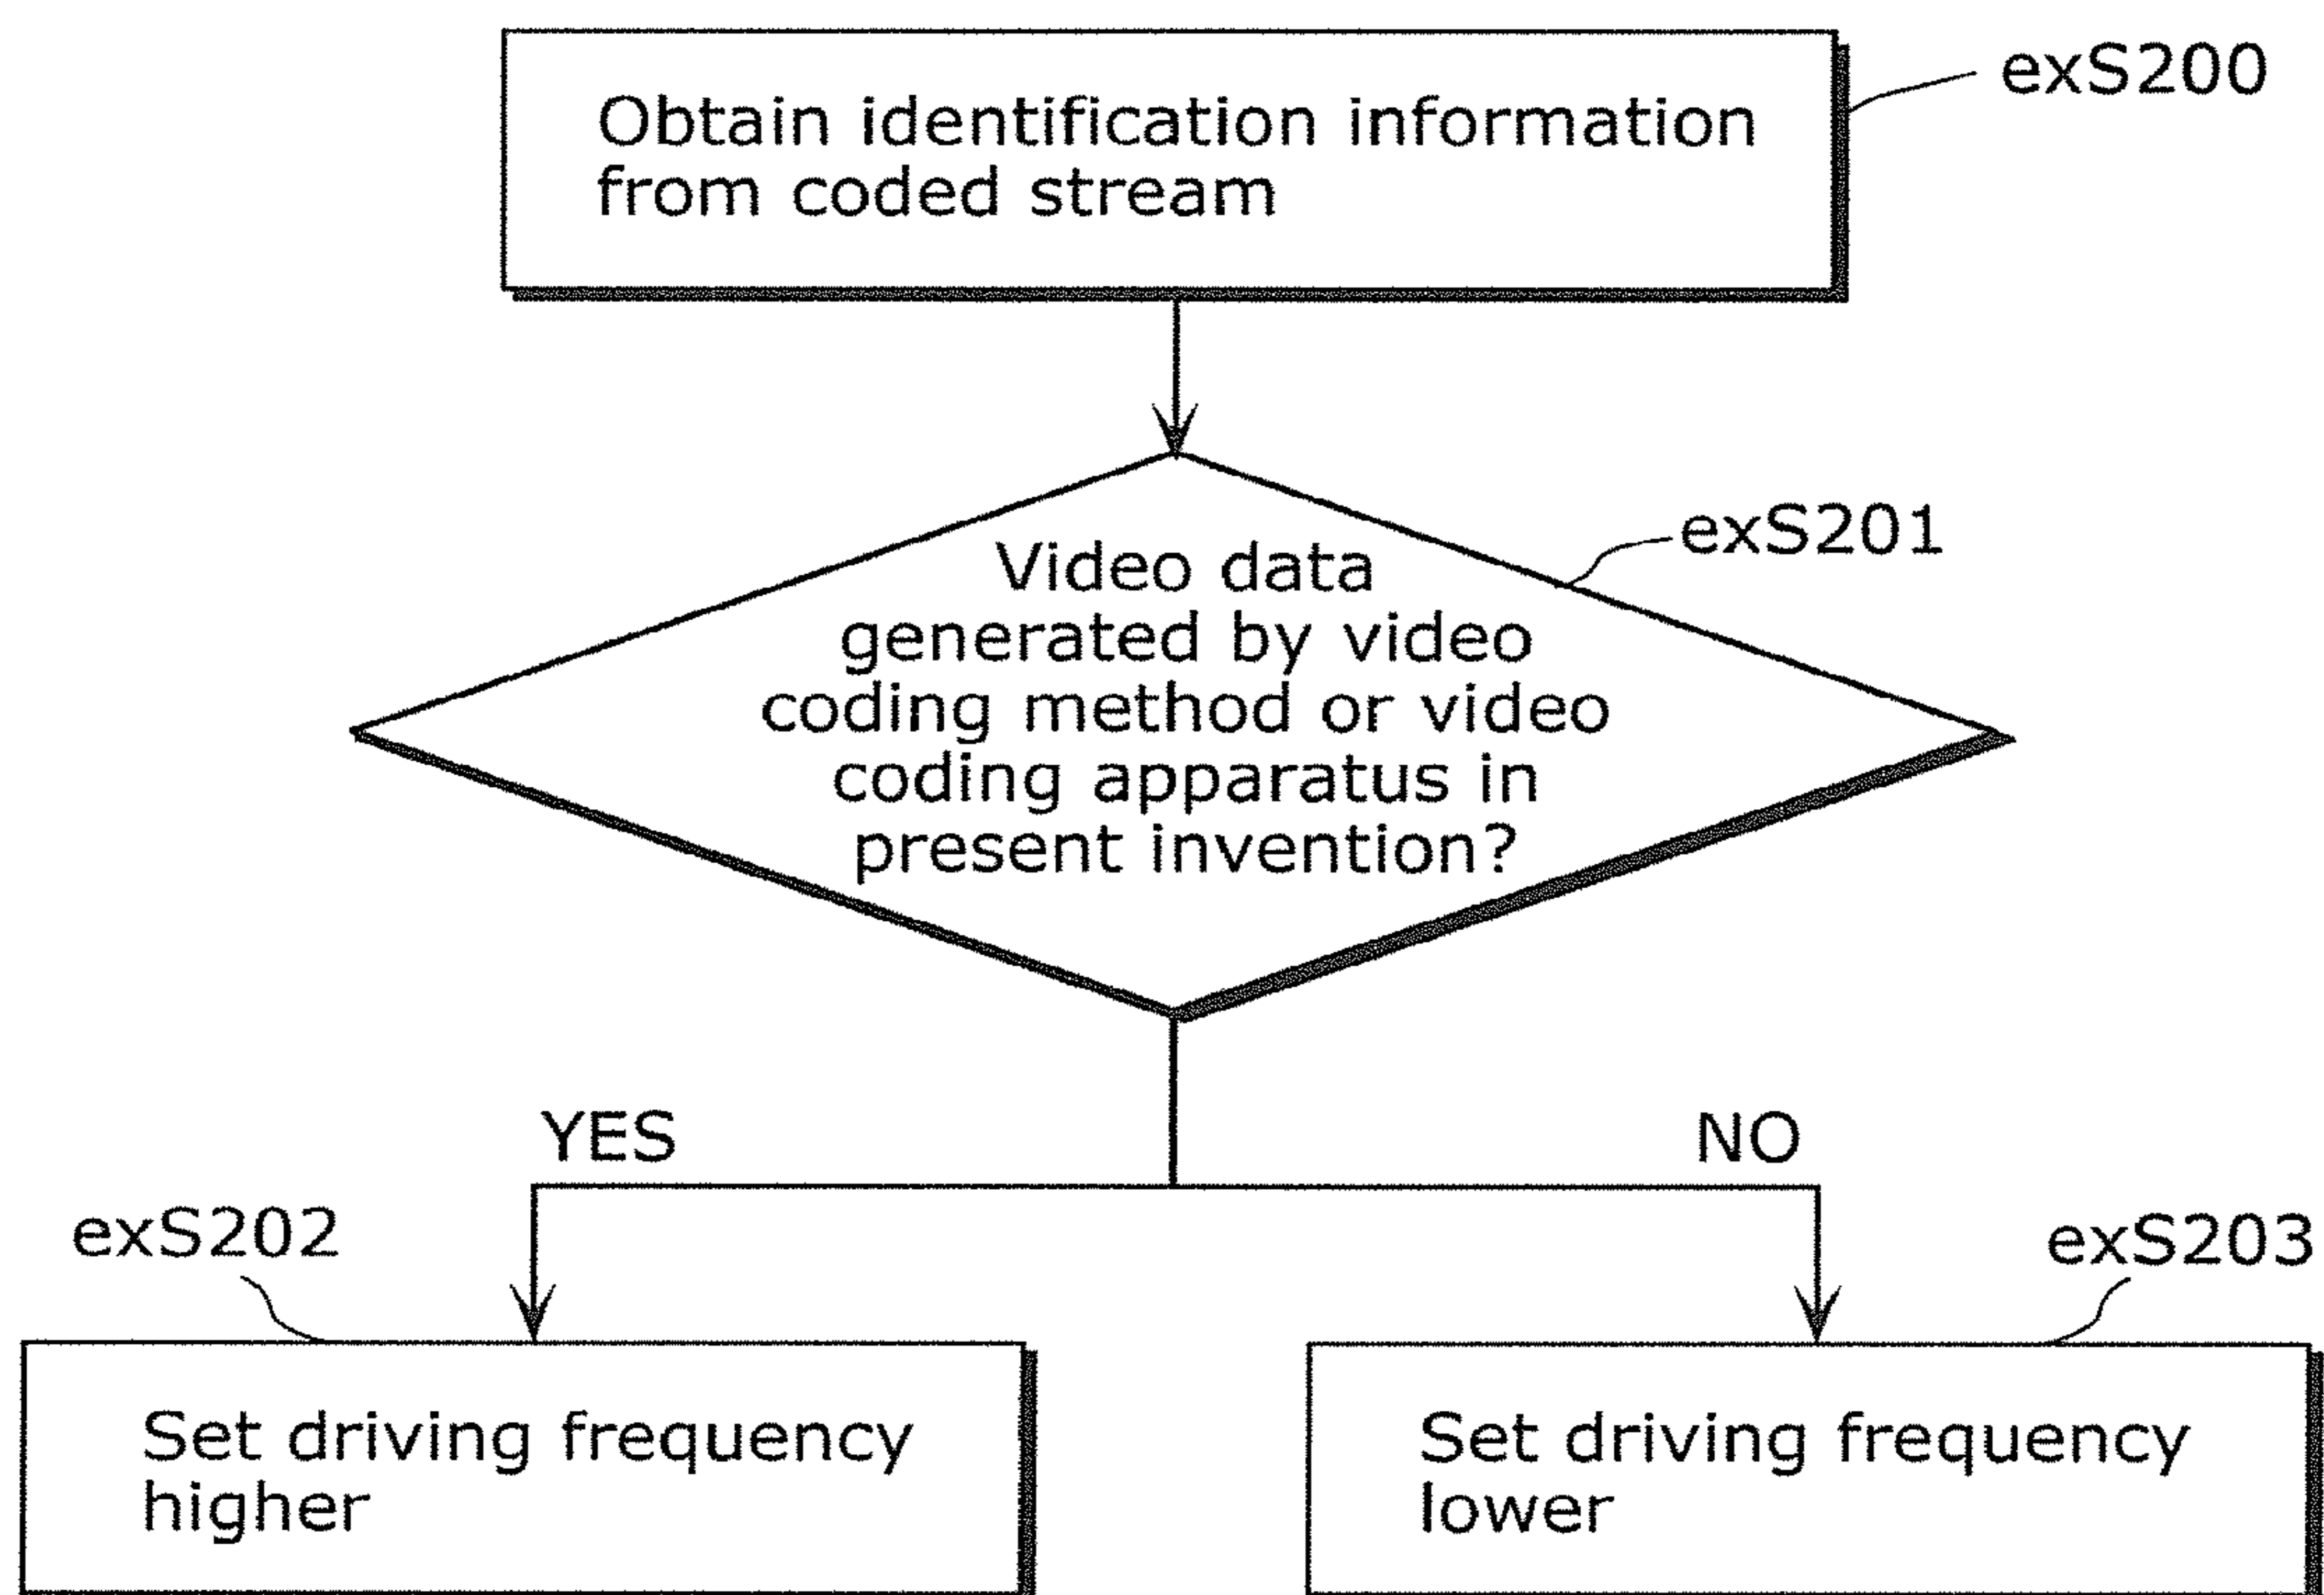 exS200
Obtain identification information
from coded stream
exS201
Video data
generated by video
coding method or video
coding apparatus in
present invention?
YES
NO
exS202
exS203
Set driving frequency
higher
Set driving frequency
lower